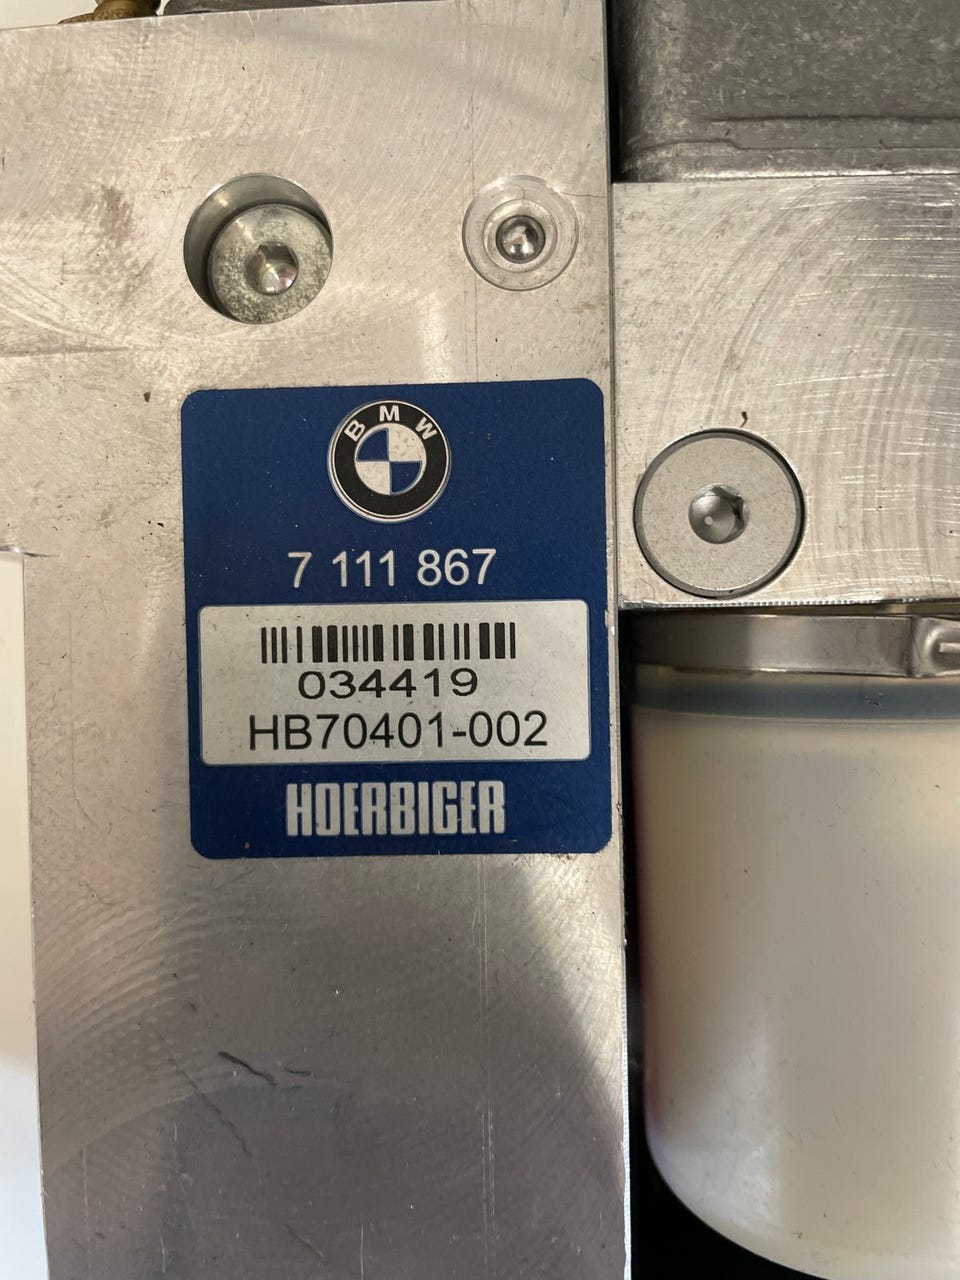 BMW
7 111 867
034419
HB70401-002
HOERBIGER